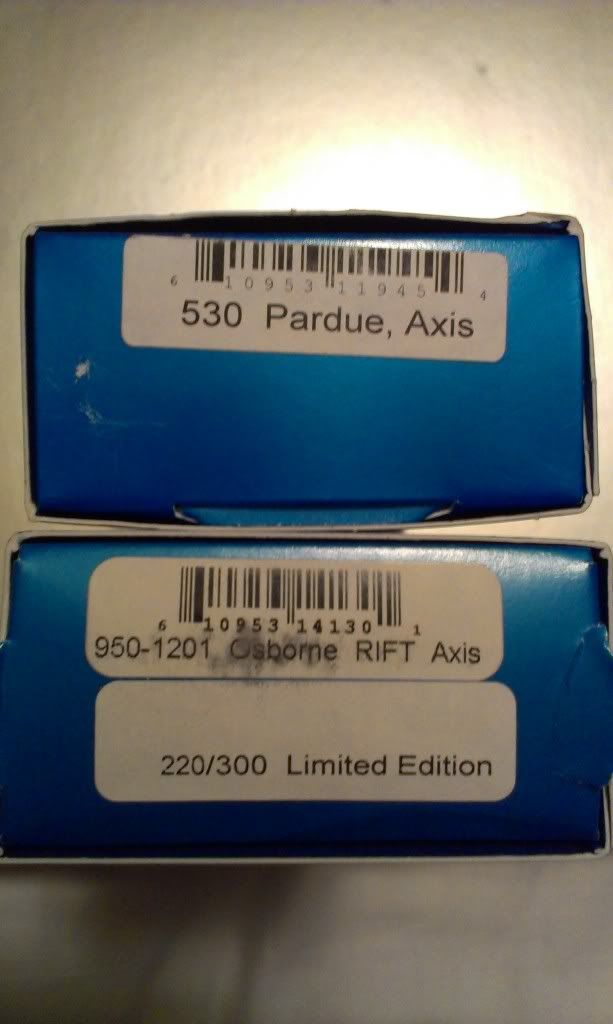 6 10953 11945 4
530 Pardue, Axis
6 10953 14130 1
950-1201 Osborne RIFT Axis
220/300 Limited Edition